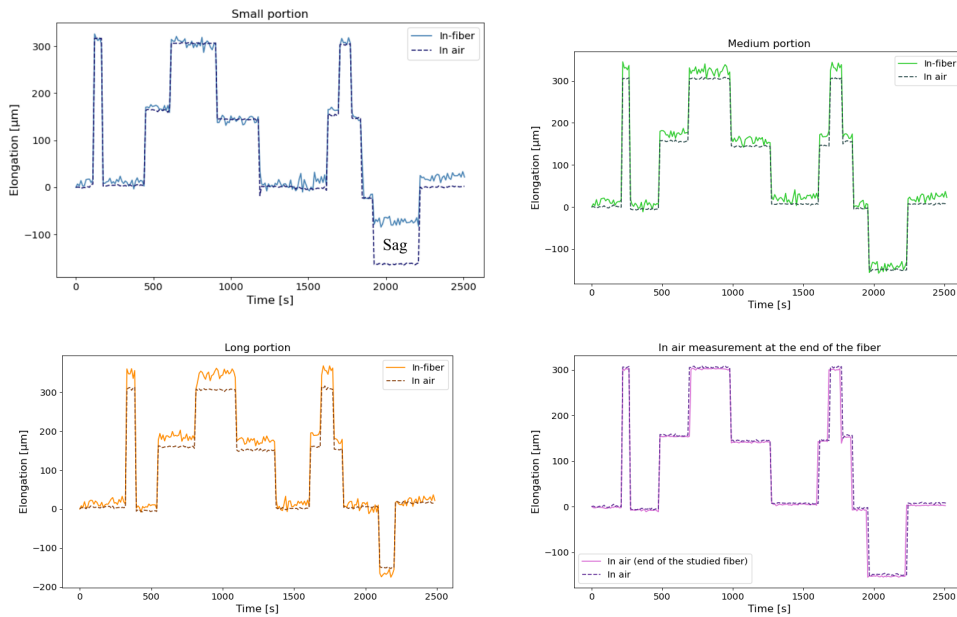 Small portion
Elongation [µm]
300
200
100
0
−100
In-fiber
In air
Sag
0
500
1000
1500
2000
2500
Time [s]
Medium portion
Elongation [µm]
300
200
100
0
−100
In-fiber
In air
0
500
1000
1500
2000
2500
Time [s]
Long portion
Elongation [µm]
300
200
100
0
−100
−200
In-fiber
In air
0
500
1000
1500
2000
2500
Time [s]
In air measurement at the end of the fiber
Elongation [µm]
300
200
100
0
−100
In air (end of the studied fiber)
In air
0
500
1000
1500
2000
2500
Time [s]